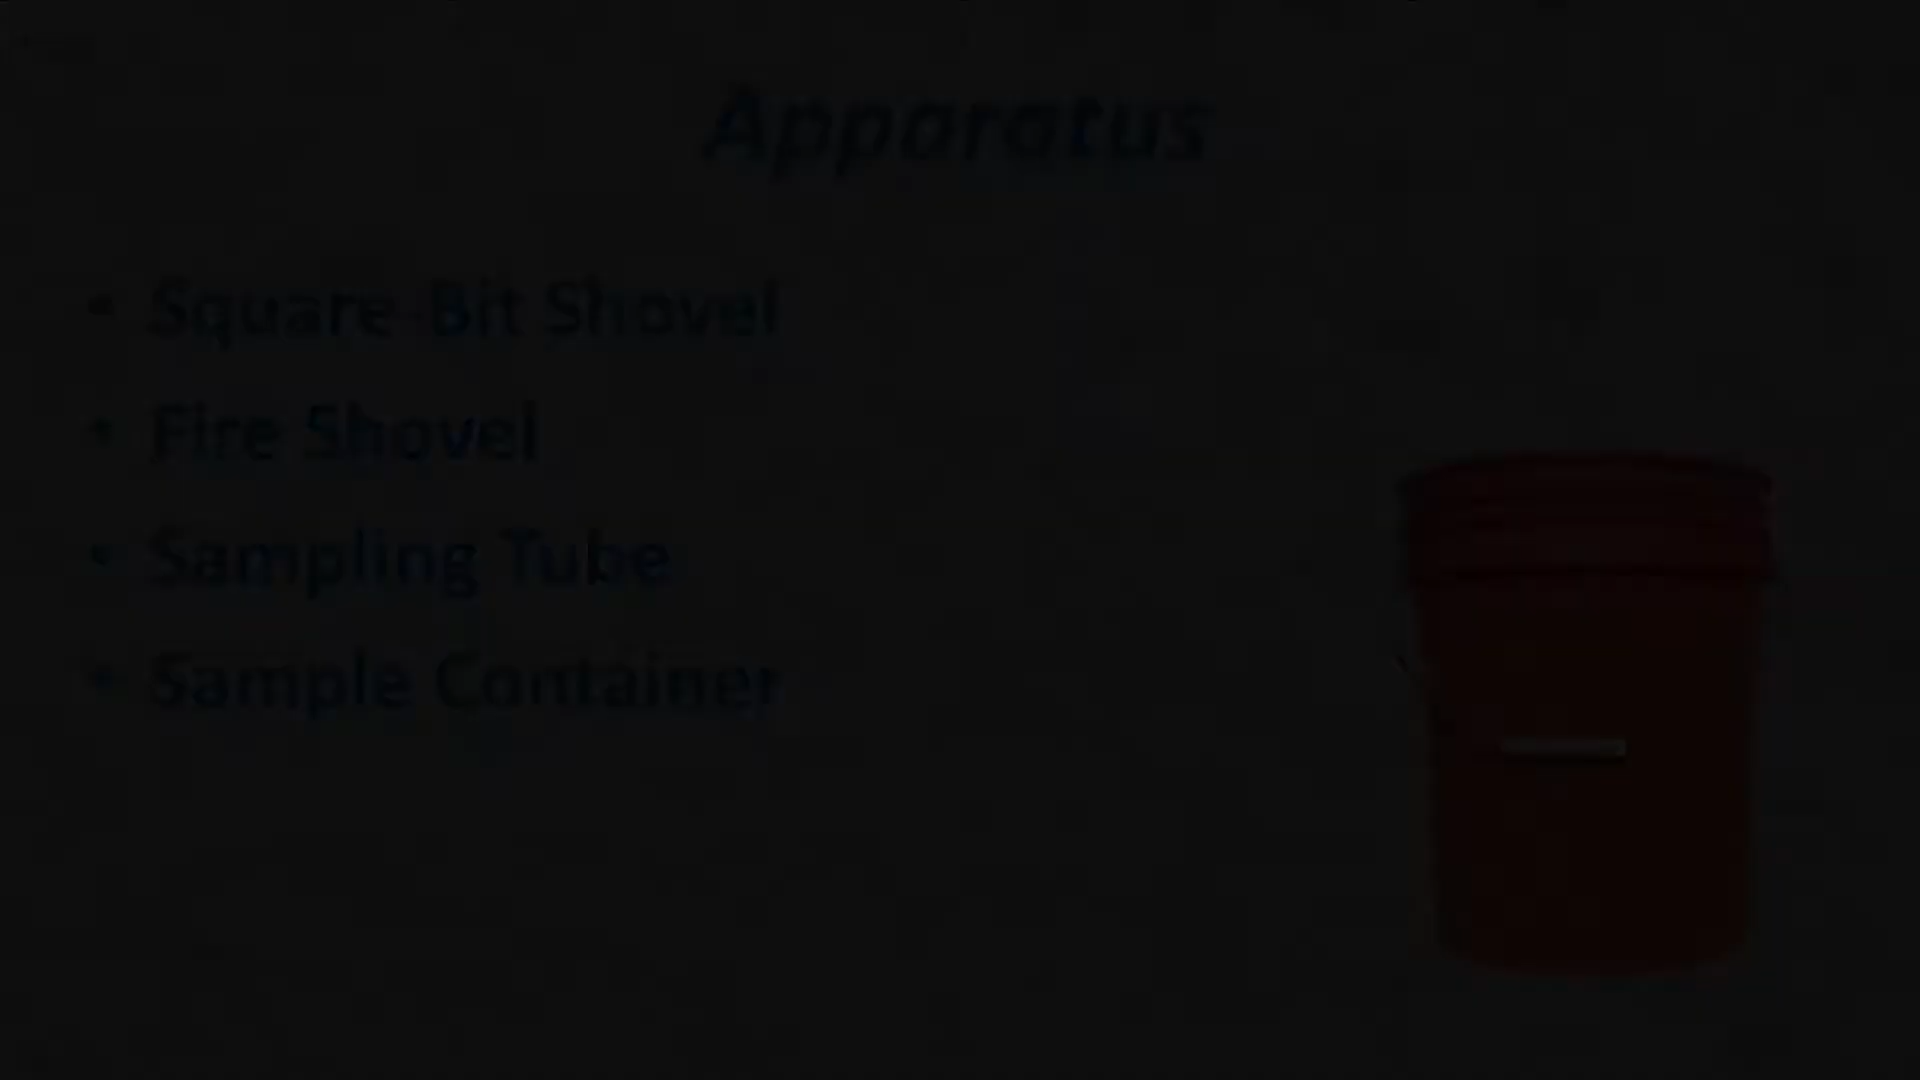 Apparatus
• Square-Bit Shovel
• Fire Shovel
• Sampling Tube
• Sample Container